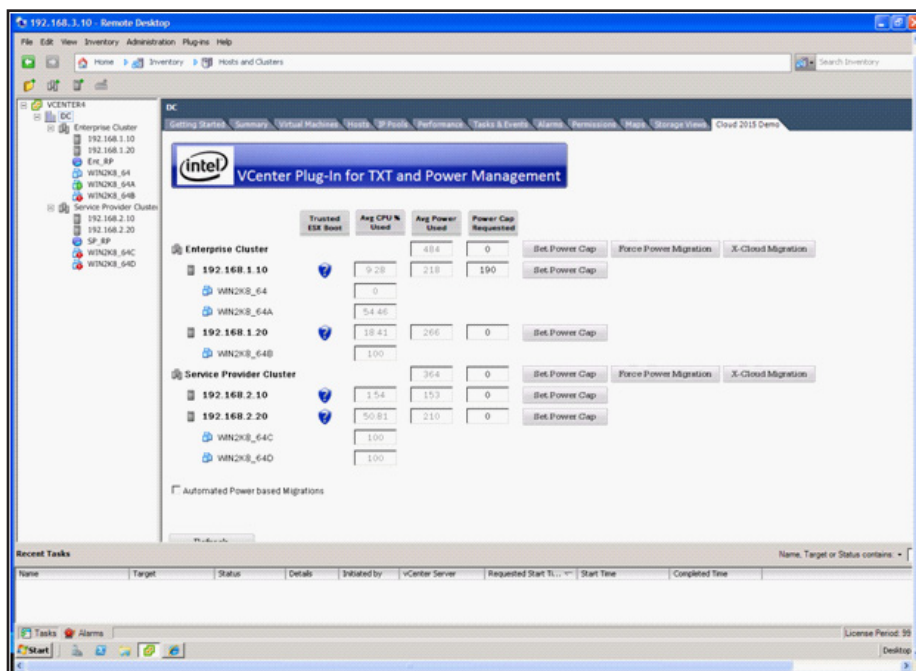 192.168.3.10 - Remote Desktop
File Edit View Inventory Administration Plug-ins Help
Home Inventory Hosts and Clusters Search Inventory
VCENTER4
DC
Enterprise Cluster
192.168.1.10
192.168.1.20
Ent_RP
WIN2K8_64
WIN2K8_64A
WIN2K8_64B
Service Provider Cluster
192.168.2.10
192.168.2.20
SP_RP
WIN2K8_64C
WIN2K8_64D
DC
Getting Started Summary Virtual Machines Hosts IP Pools Performance Tasks & Events Alarms Permissions Maps Storage Views Cloud 2015 Demo
intel VCenter Plug-In for TXT and Power Management
Trusted ESX Boot Avg CPU % Used Avg Power Used Power Cap Requested
Enterprise Cluster 484 0 Set Power Cap Force Power Migration X-Cloud Migration
192.168.1.10 9.28 218 190 Set Power Cap
WIN2K8_64 0
WIN2K8_64A 54.46
192.168.1.20 18.41 266 0 Set Power Cap
WIN2K8_64B 100
Service Provider Cluster 364 0 Set Power Cap Force Power Migration X-Cloud Migration
192.168.2.10 1.54 153 0 Set Power Cap
192.168.2.20 50.81 210 0 Set Power Cap
WIN2K8_64C 100
WIN2K8_64D 100
Automated Power based Migrations
Refresh
Recent Tasks Name, Target or Status contains:
Name Target Status Details Initiated by vCenter Server Requested Start Ti... Start Time Completed Time
Tasks Alarms License Period: 99
Start Desktop